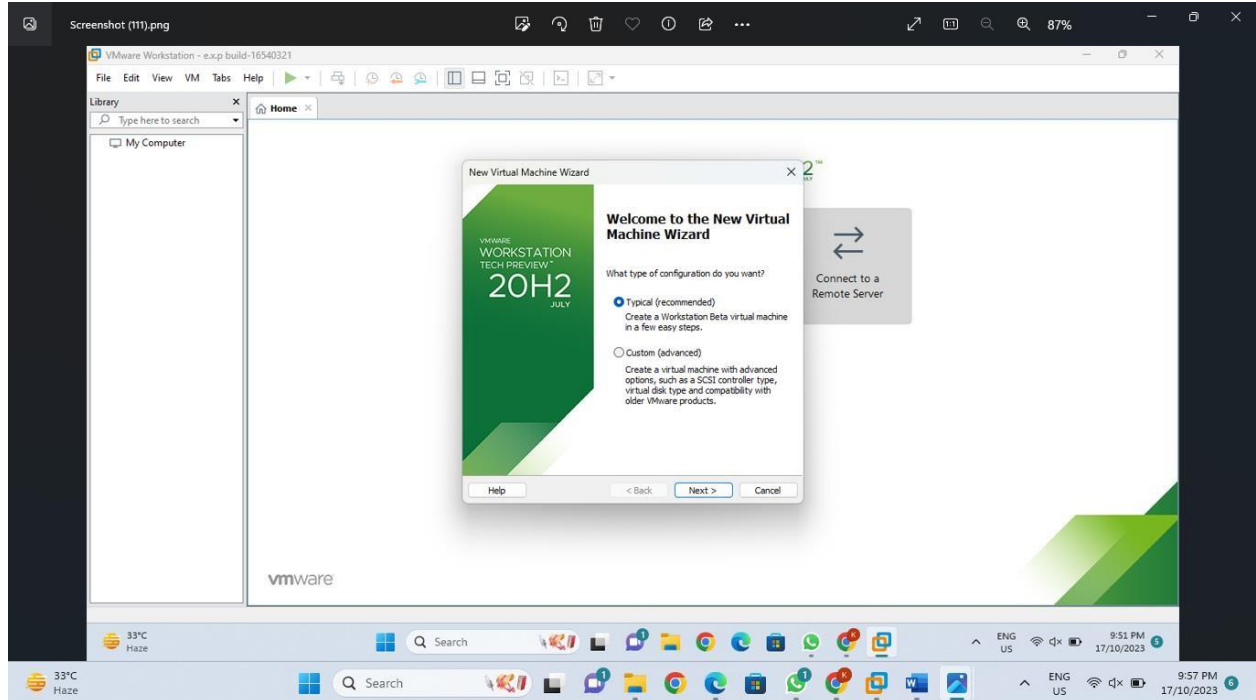 Screenshot (111).png
87%
VMware Workstation - e.x.p build-16540321
File Edit View VM Tabs Help
Library
Home
Type here to search
My Computer
New Virtual Machine Wizard
2™
VMWARE
WORKSTATION
TECH PREVIEW
20H2
JULY
Welcome to the New Virtual
Machine Wizard
What type of configuration do you want?
Typical (recommended)
Create a Workstation Beta virtual machine
in a few easy steps.
Custom (advanced)
Create a virtual machine with advanced
options, such as a SCSI controller type,
virtual disk type and compatibility with
older VMware products.
Connect to a
Remote Server
Help < Back Next > Cancel
vmware
33°C
Haze
Search
ENG
US
9:51 PM
17/10/2023
5
33°C
Haze
Search
ENG
US
9:57 PM
17/10/2023
6